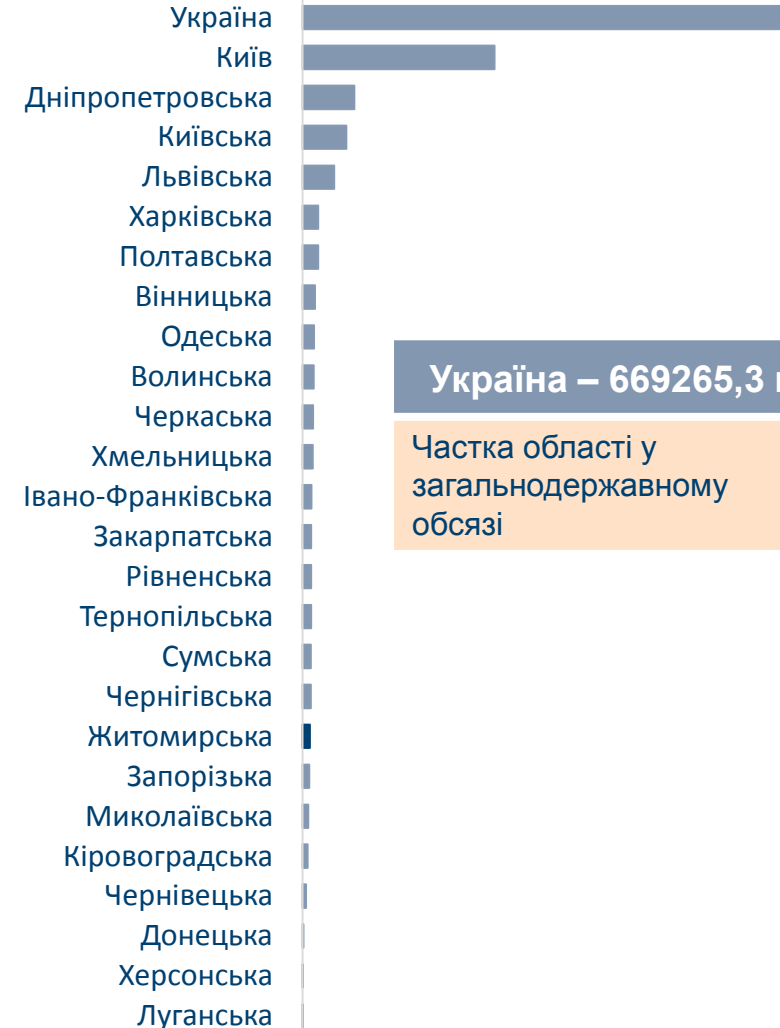 Україна
Київ
Дніпропетровська
Київська
Львівська
Харківська
Полтавська
Вінницька
Одеська
Волинська
Черкаська
Хмельницька
Івано-Франківська
Закарпатська
Рівненська
Тернопільська
Сумська
Чернігівська
Житомирська
Запорізька
Миколаївська
Кіровоградська
Чернівецька
Донецька
Херсонська
Луганська
Україна – 669265,3
Частка області у
загальнодержавному
обсязі